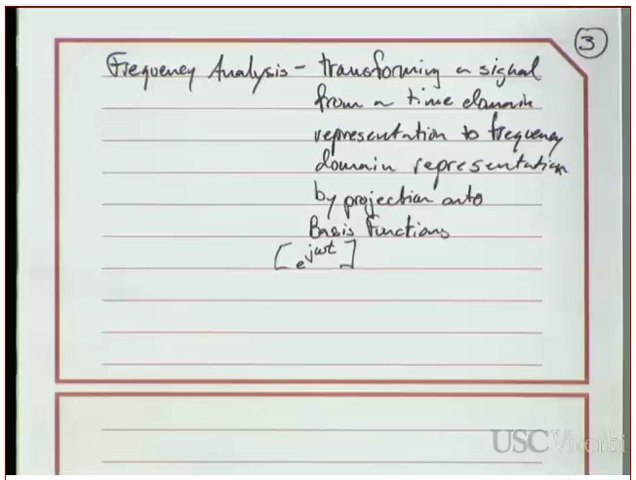 3
Frequency Analysis - transforming a signal
from a time domain
representation to frequency
domain representation
by projection onto
Basis Functions
[e^jωt]
USC Viterbi